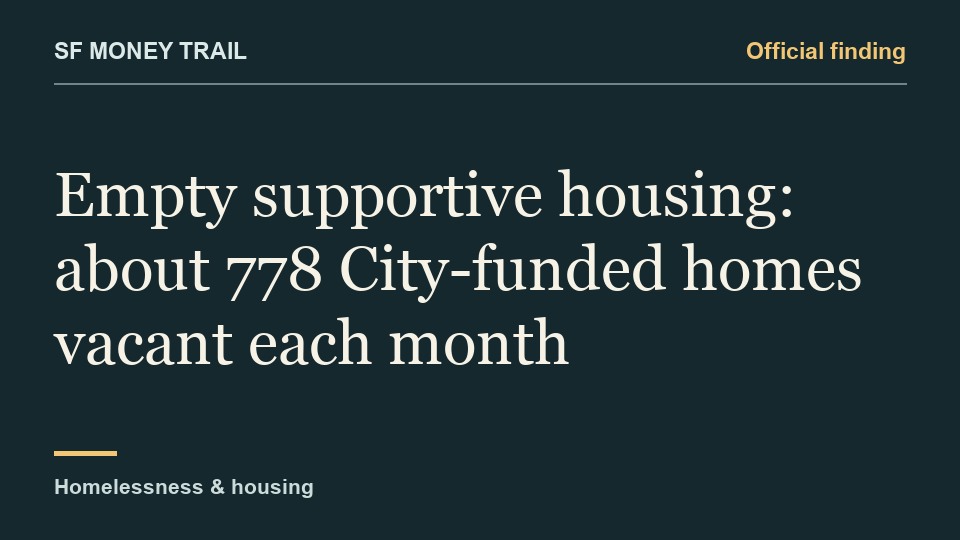 SF MONEY TRAIL
Official finding
Empty supportive housing:
about 778 City-funded homes
vacant each month
Homelessness & housing